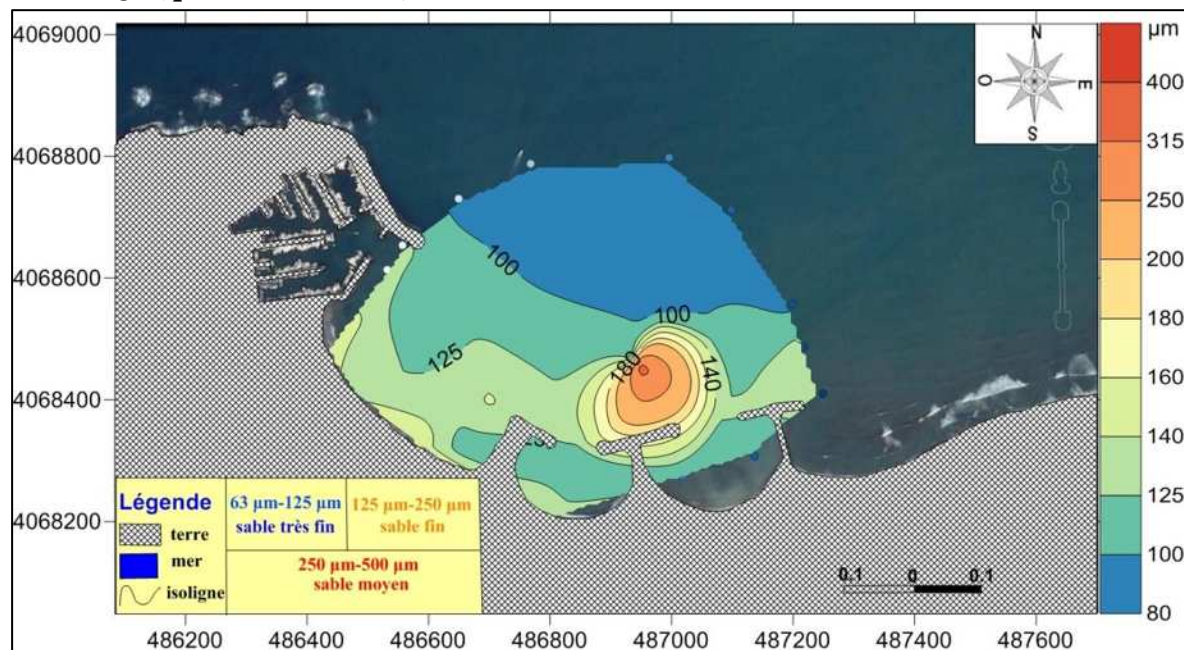 4069000
4068800
4068600
4068400
4068200
486200 486400 486600 486800 487000 487200 487400 487600
N
O E
S
µm
400
315
250
200
180
160
140
125
100
80
100
100
125
180
140
Légende
terre
mer
isoligne
63 µm-125 µm
sable très fin
125 µm-250 µm
sable fin
250 µm-500 µm
sable moyen
0.1 0 0.1